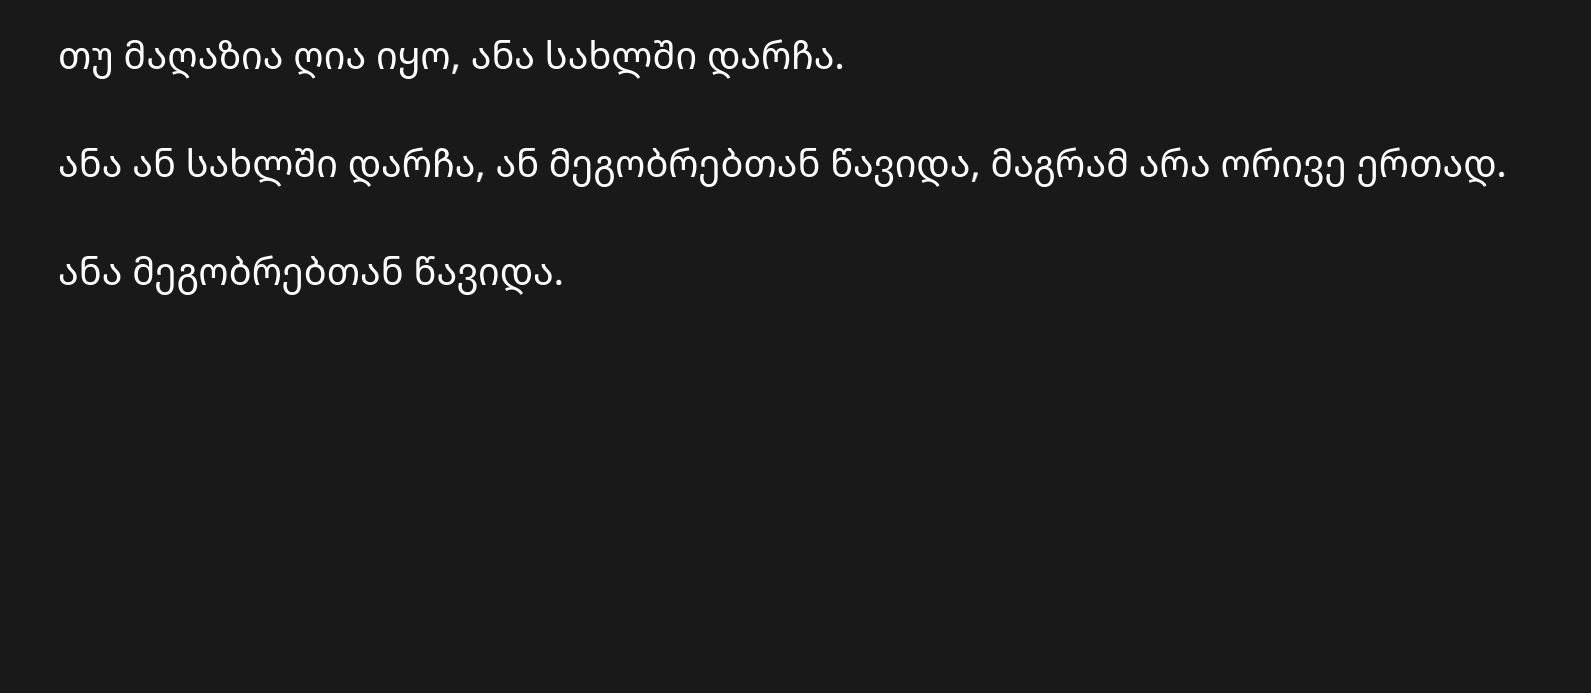 თუ მაღაზია ღია იყო, ანა სახლში დარჩა.
ანა ან სახლში დარჩა, ან მეგობრებთან წავიდა, მაგრამ არა ორივე ერთად.
ანა მეგობრებთან წავიდა.